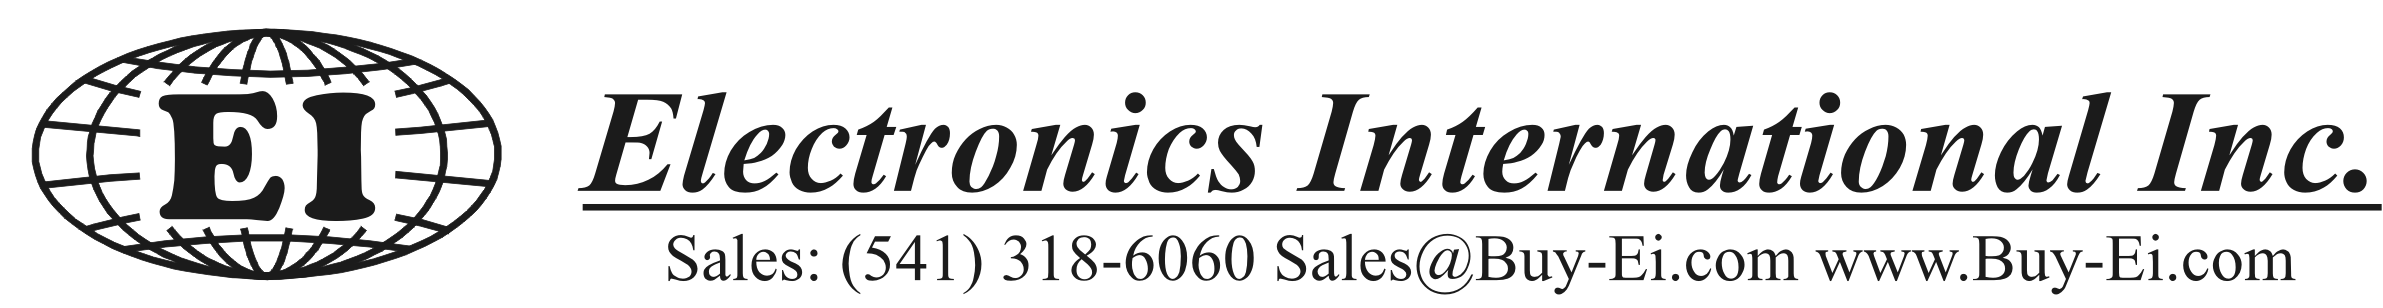 EI
Electronics International Inc.
Sales: (541) 318-6060 Sales@Buy-Ei.com www.Buy-Ei.com